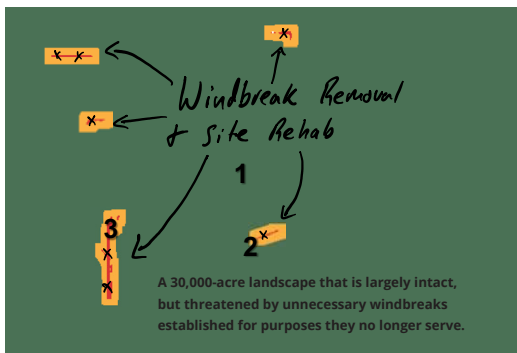 Windbreak Removal
+ Site Rehab
1
3
2
A 30,000-acre landscape that is largely intact,
but threatened by unnecessary windbreaks
established for purposes they no longer serve.